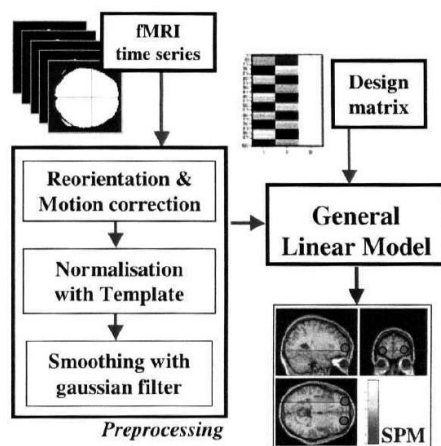 fMRI
time series
Design
matrix
Reorientation &
Motion correction
General
Linear Model
Normalisation
with Template
Smoothing with
gaussian filter
Preprocessing
SPM